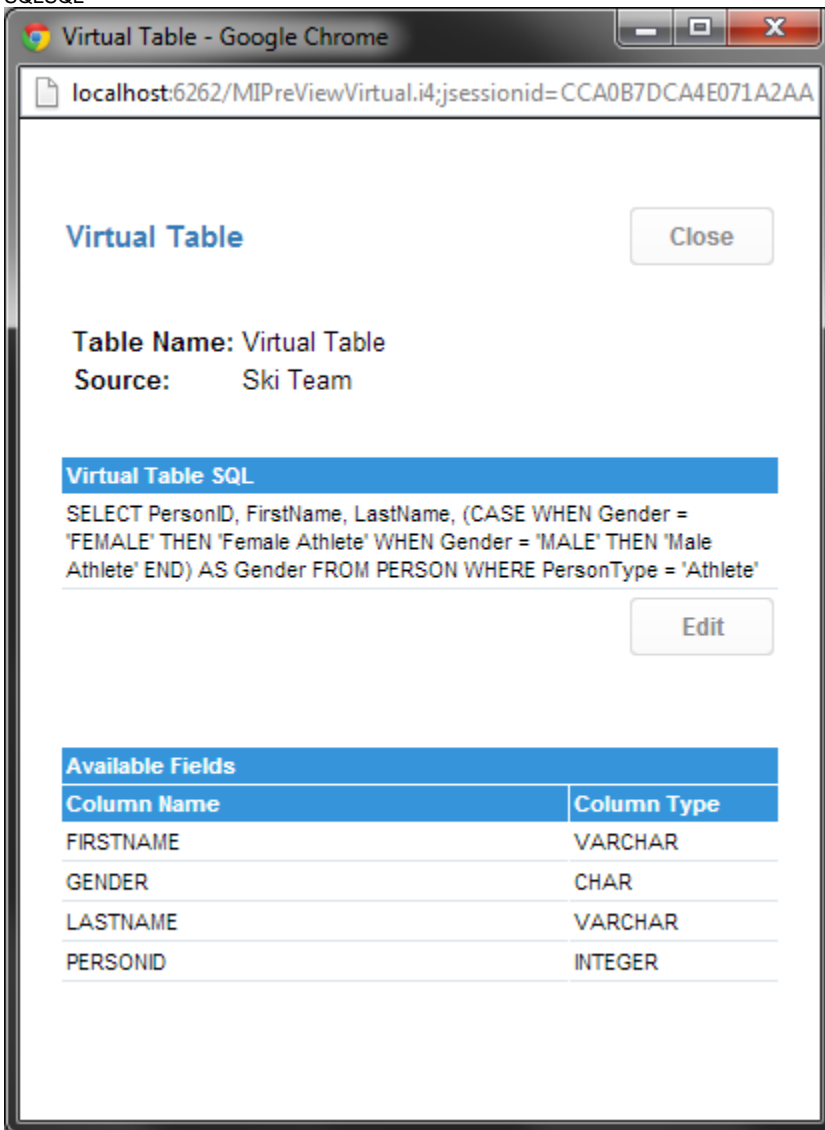 SQLSQL
Virtual Table - Google Chrome
localhost:6262/MIPreViewVirtual.i4;jsessionid=CCA0B7DCA4E071A2AA
Virtual Table
Close
Table Name: Virtual Table
Source: Ski Team
Virtual Table SQL
SELECT PersonID, FirstName, LastName, (CASE WHEN Gender =
'FEMALE' THEN 'Female Athlete' WHEN Gender = 'MALE' THEN 'Male
Athlete' END) AS Gender FROM PERSON WHERE PersonType = 'Athlete'
Edit
Available Fields
Column Name Column Type
FIRSTNAME VARCHAR
GENDER CHAR
LASTNAME VARCHAR
PERSONID INTEGER